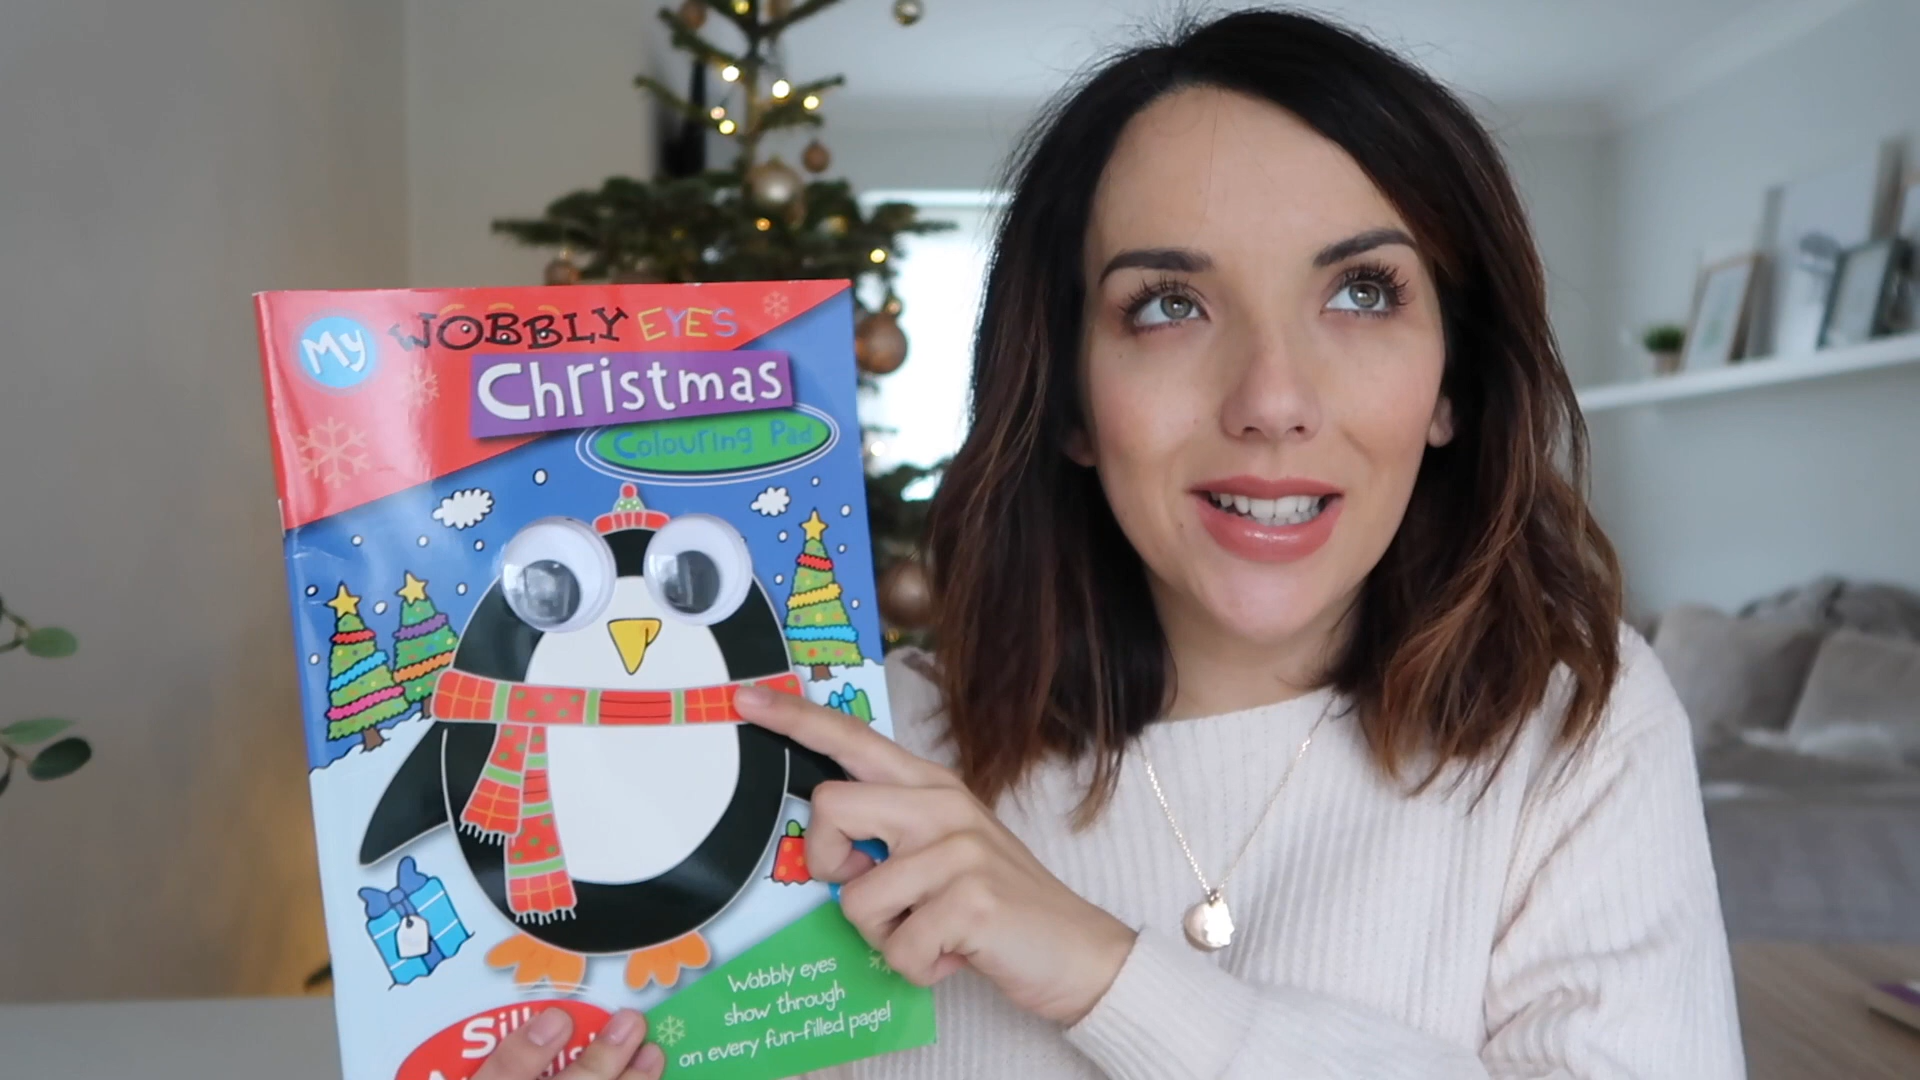 My WOBBLY EYES
Christmas
Colouring Pad
Wobbly eyes
show through
on every fun-filled page!